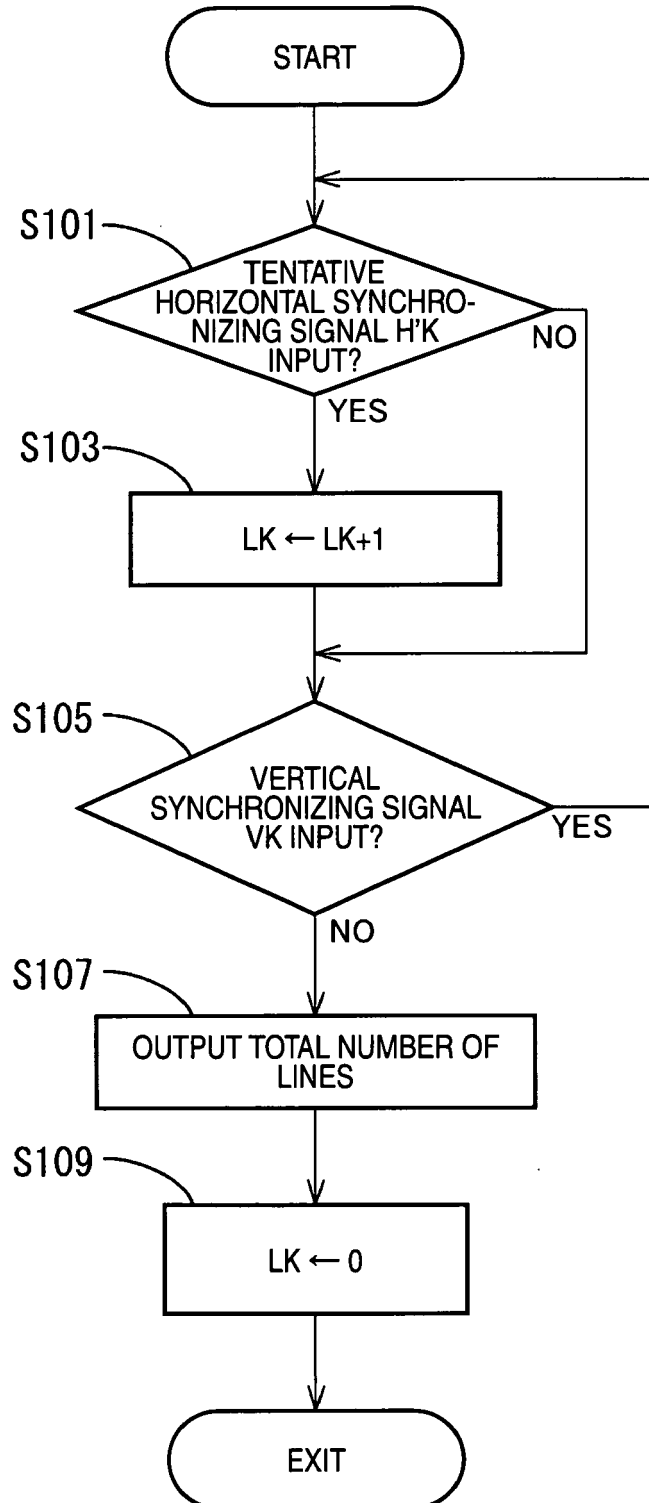 START
S101
TENTATIVE
HORIZONTAL SYNCHRO-
NIZING SIGNAL H'K
INPUT?
NO
YES
S103
LK ← LK+1
S105
VERTICAL
SYNCHRONIZING SIGNAL
VK INPUT?
YES
NO
S107
OUTPUT TOTAL NUMBER OF
LINES
S109
LK ← 0
EXIT